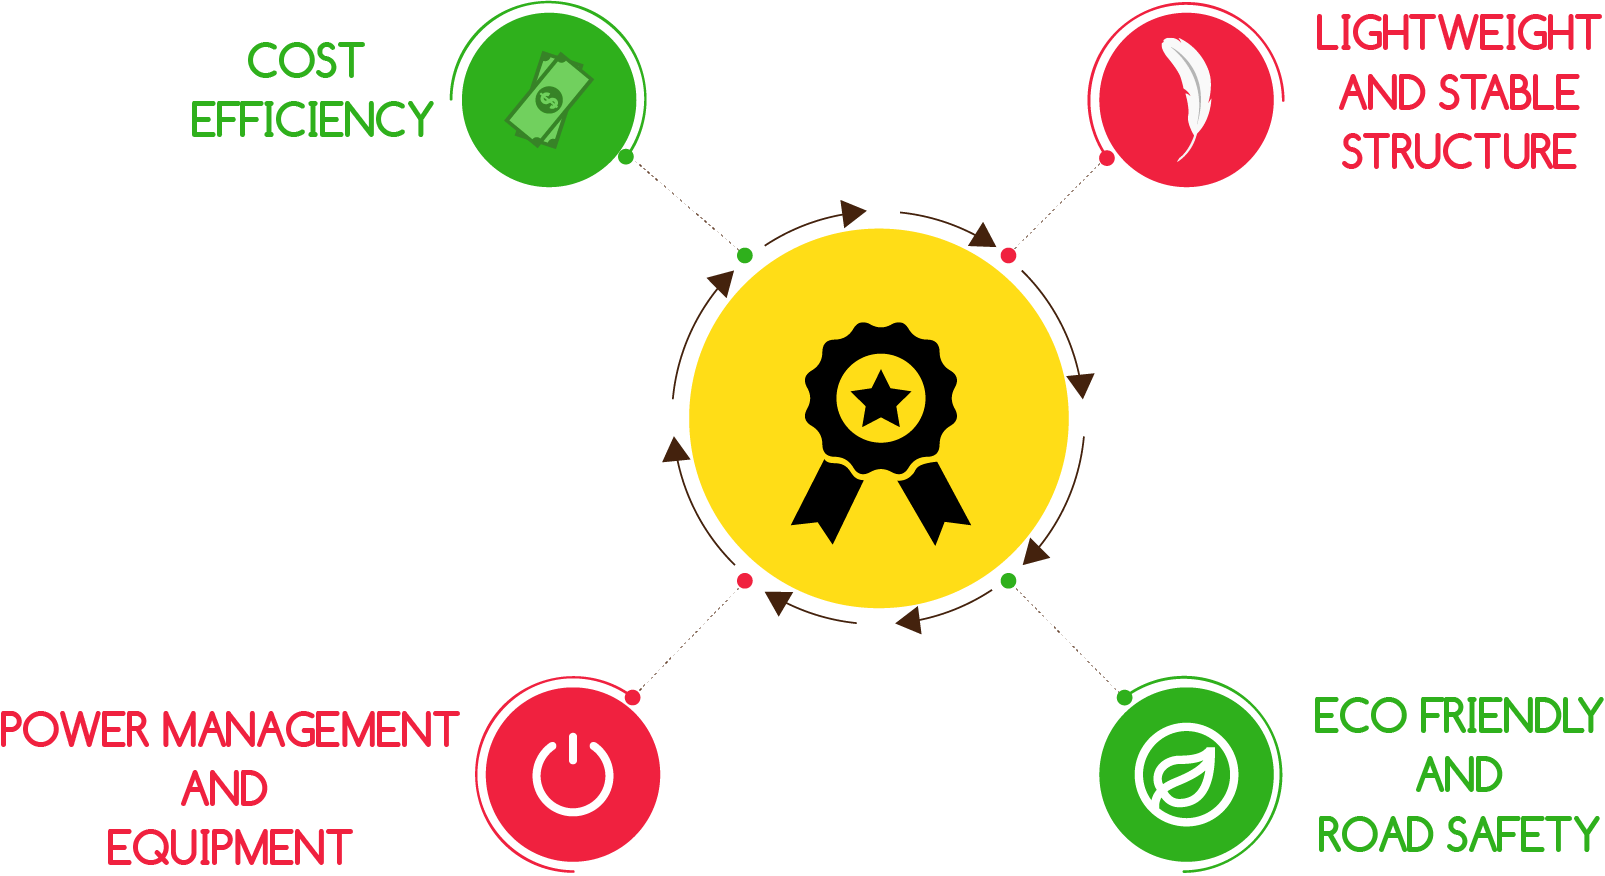 COST
EFFICIENCY
LIGHTWEIGHT
AND STABLE
STRUCTURE
POWER MANAGEMENT
AND
EQUIPMENT
ECO FRIENDLY
AND
ROAD SAFETY